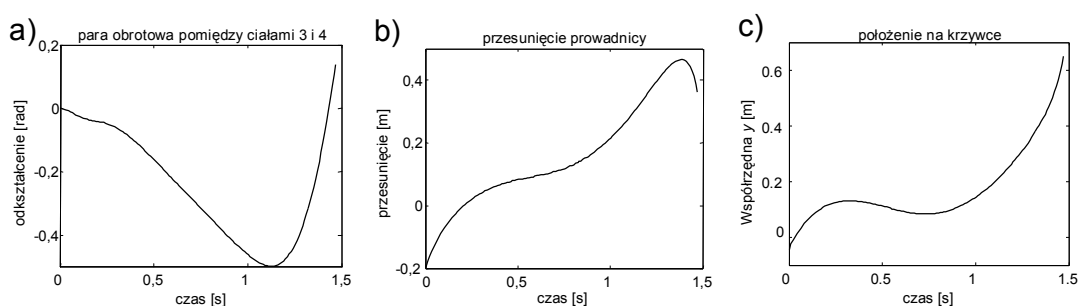 a)
para obrotowa pomiędzy ciałami 3 i 4
odkształcenie [rad]
0,2
0
-0,2
-0,4
0
0,5
1
1,5
czas [s]
b)
przesunięcie prowadnicy
przesunięcie [m]
0,4
0,2
0
-0,2
0
0,5
1
1,5
czas [s]
c)
położenie na krzywce
Współrzędna y [m]
0.6
0.4
0.2
0
0
0.5
1
1.5
czas [s]